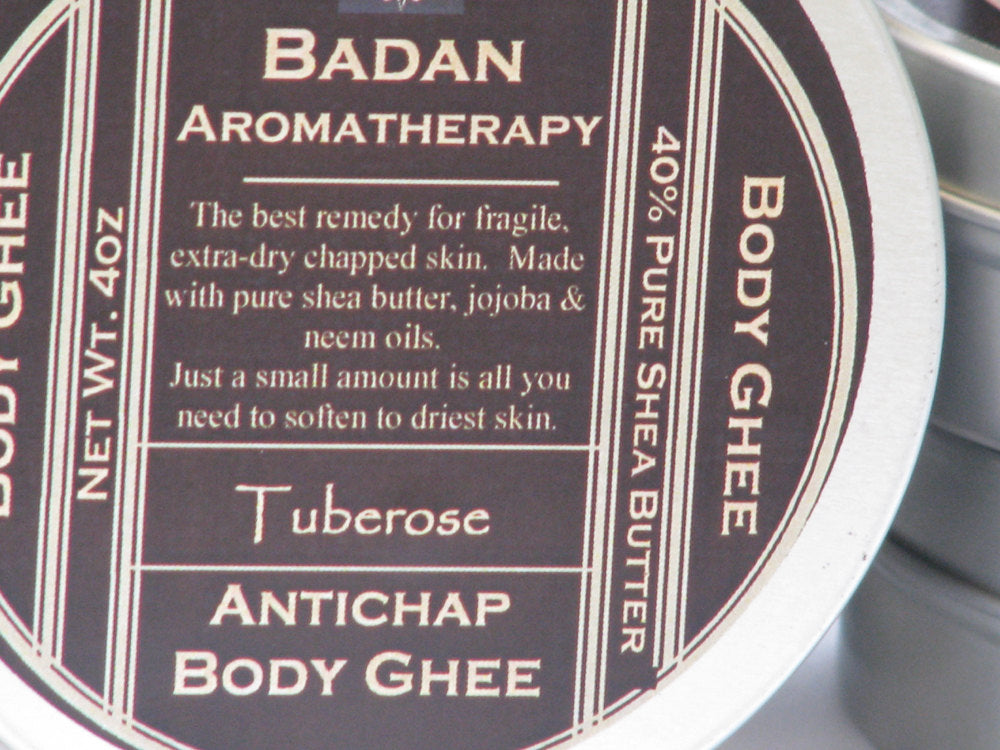 BADAN
AROMATHERAPY
The best remedy for fragile,
extra-dry chapped skin. Made
with pure shea butter, jojoba &
neem oils.
Just a small amount is all you
need to soften to driest skin.
Tuberose
ANTICHAP
BODY GHEE
BODY GHEE
NET WT. 4OZ
40% PURE SHEA BUTTER
BODY GHEE